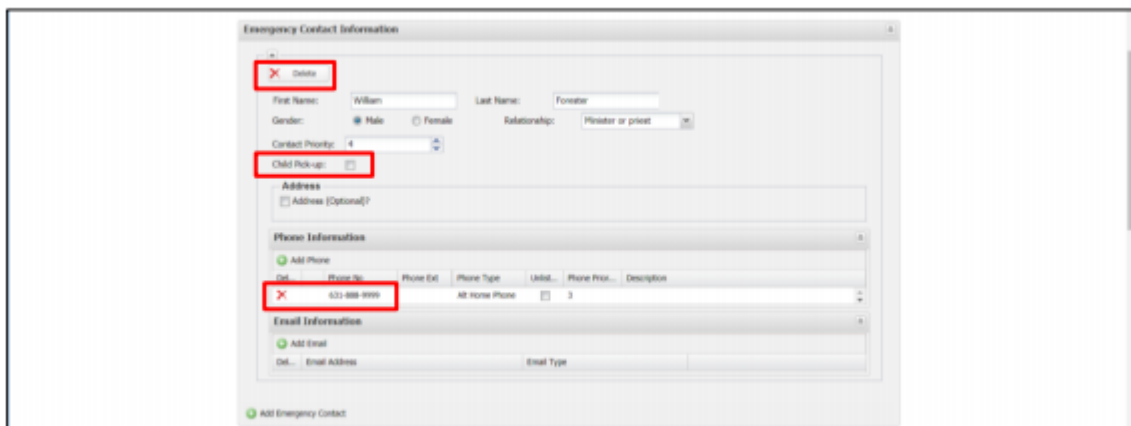 Emergency Contact Information
Delete
First Name: William Last Name: Forester
Gender: Male Female Relationship: Minister or priest
Contact Priority: 4
Child Pick-up:
Address
Address [Optional]?
Phone Information
Add Phone
Del... Phone No Phone Ext Phone Type Unlist... Phone Prior... Description
631-888-9999 Alt Home Phone 3
Email Information
Add Email
Del... Email Address Email Type
Add Emergency Contact